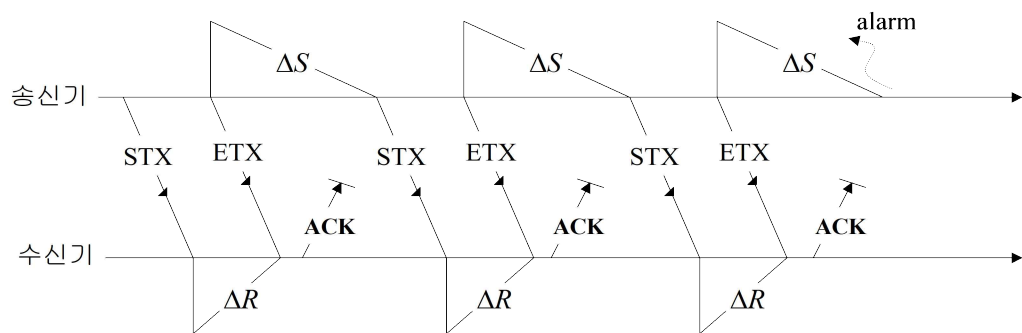 alarm
ΔS ΔS ΔS
송신기
STX ETX STX ETX STX ETX
ACK ACK ACK
수신기
ΔR ΔR ΔR